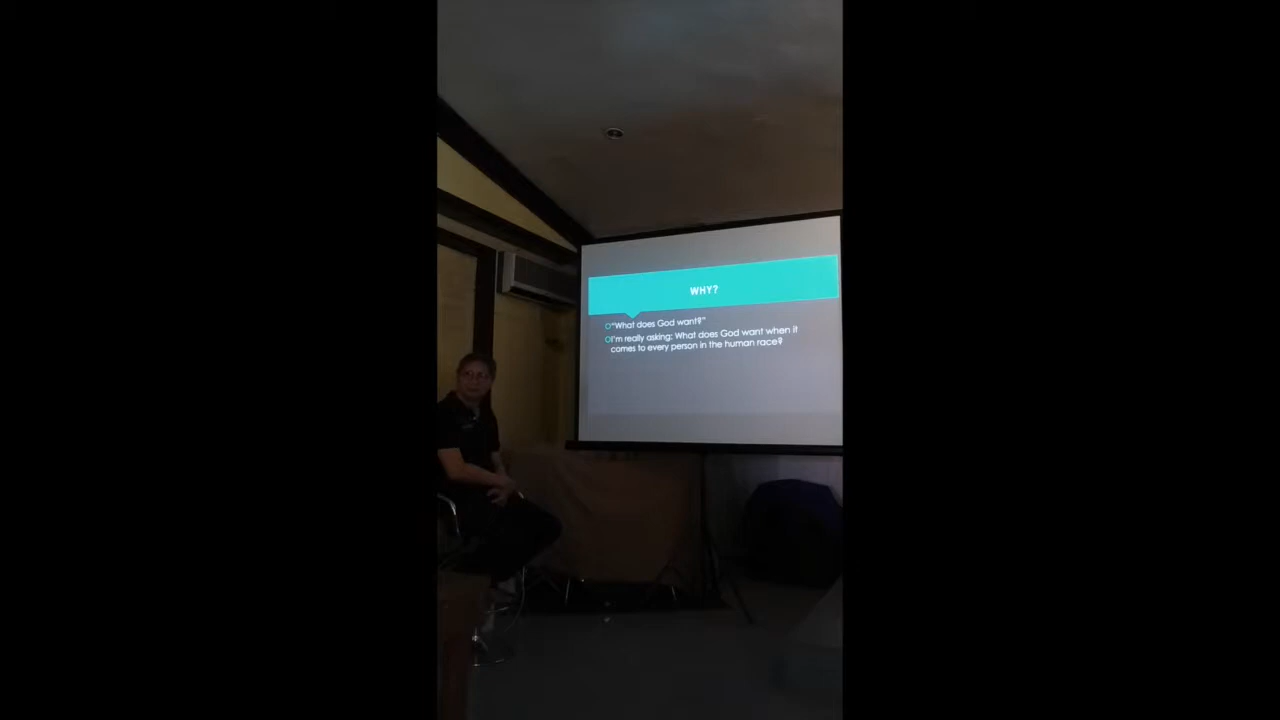 WHY?
"What does God want?"
I'm really asking: What does God want when it
comes to every person in the human race?